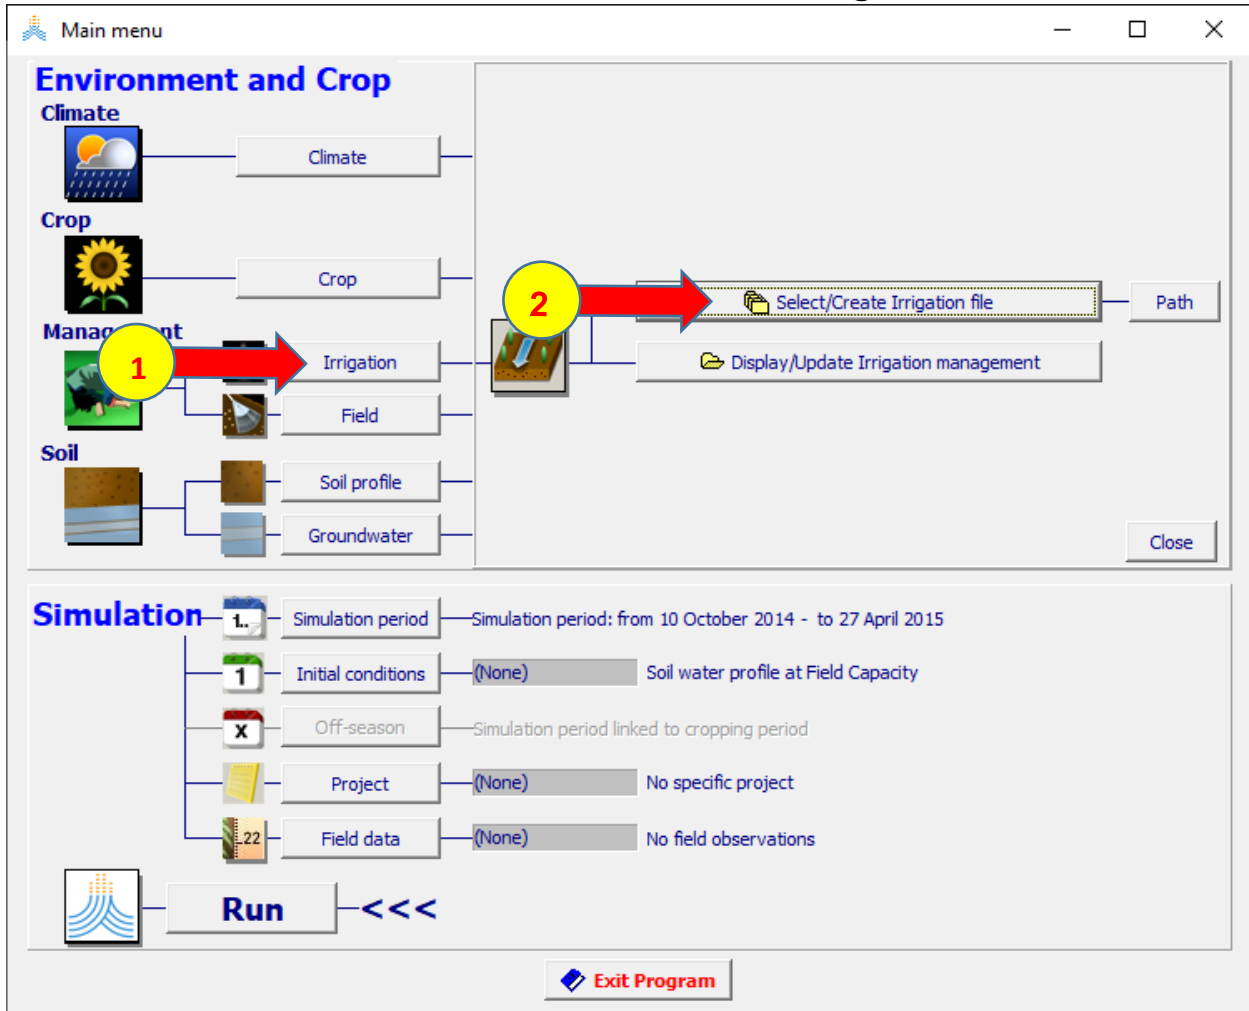 Main menu
Environment and Crop
Climate
Climate
Crop
Crop
2
Select/Create Irrigation file
Path
Management
1
Irrigation
Display/Update Irrigation management
Field
Soil
Soil profile
Groundwater
Close
Simulation
1..
Simulation period
Simulation period: from 10 October 2014 - to 27 April 2015
1
Initial conditions
(None)
Soil water profile at Field Capacity
X
Off-season
Simulation period linked to cropping period
Project
(None)
No specific project
..22
Field data
(None)
No field observations
Run
<<<
Exit Program